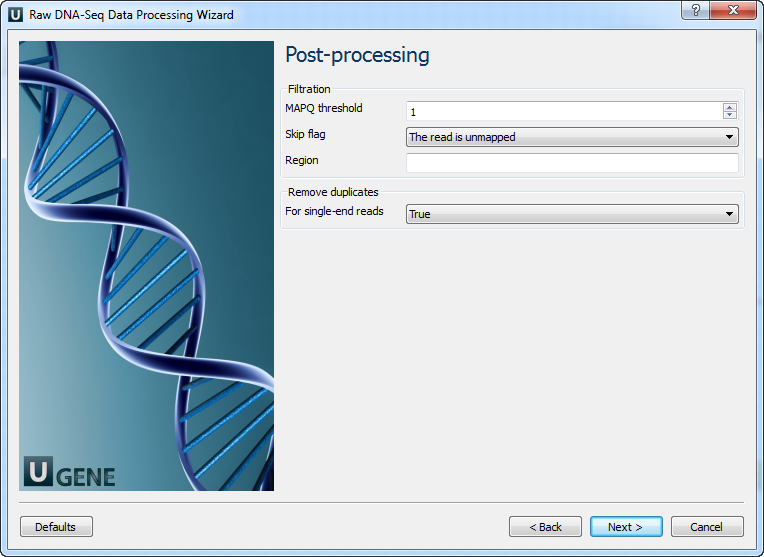 U Raw DNA-Seq Data Processing Wizard
?
Post-processing
Filtration
MAPQ threshold
1
Skip flag
The read is unmapped
Region
Remove duplicates
For single-end reads
True
U GENE
Defaults
< Back
Next >
Cancel